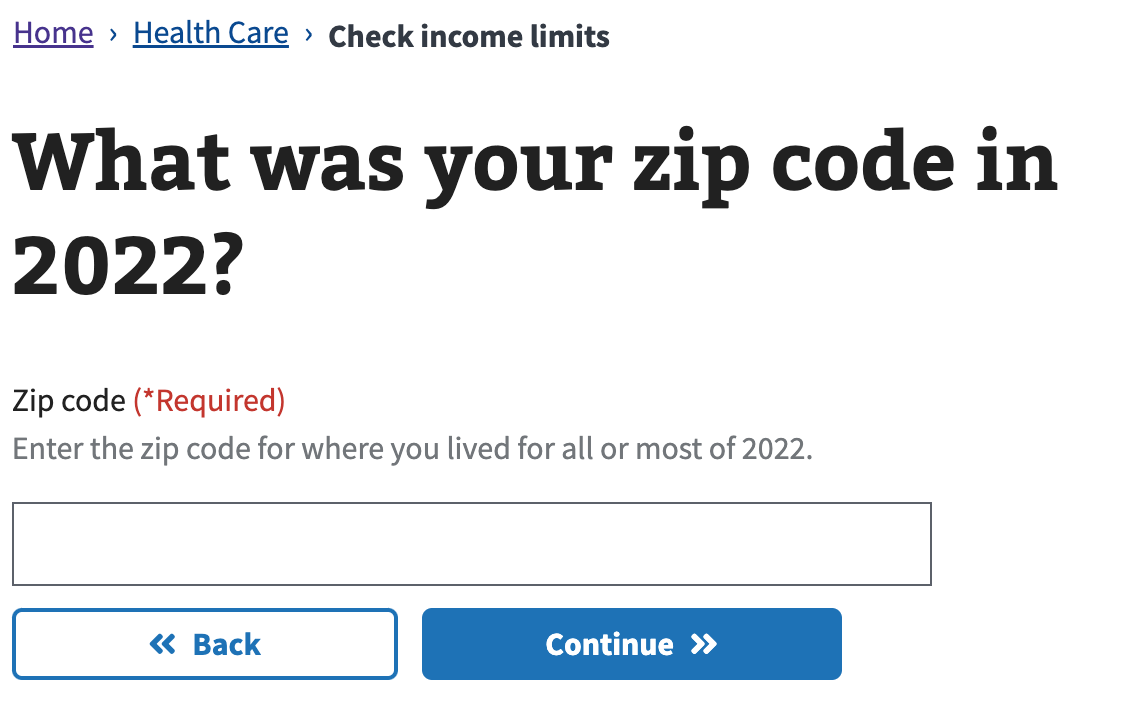 Home › Health Care › Check income limits
What was your zip code in
2022?
Zip code (*Required)
Enter the zip code for where you lived for all or most of 2022.
« Back Continue »